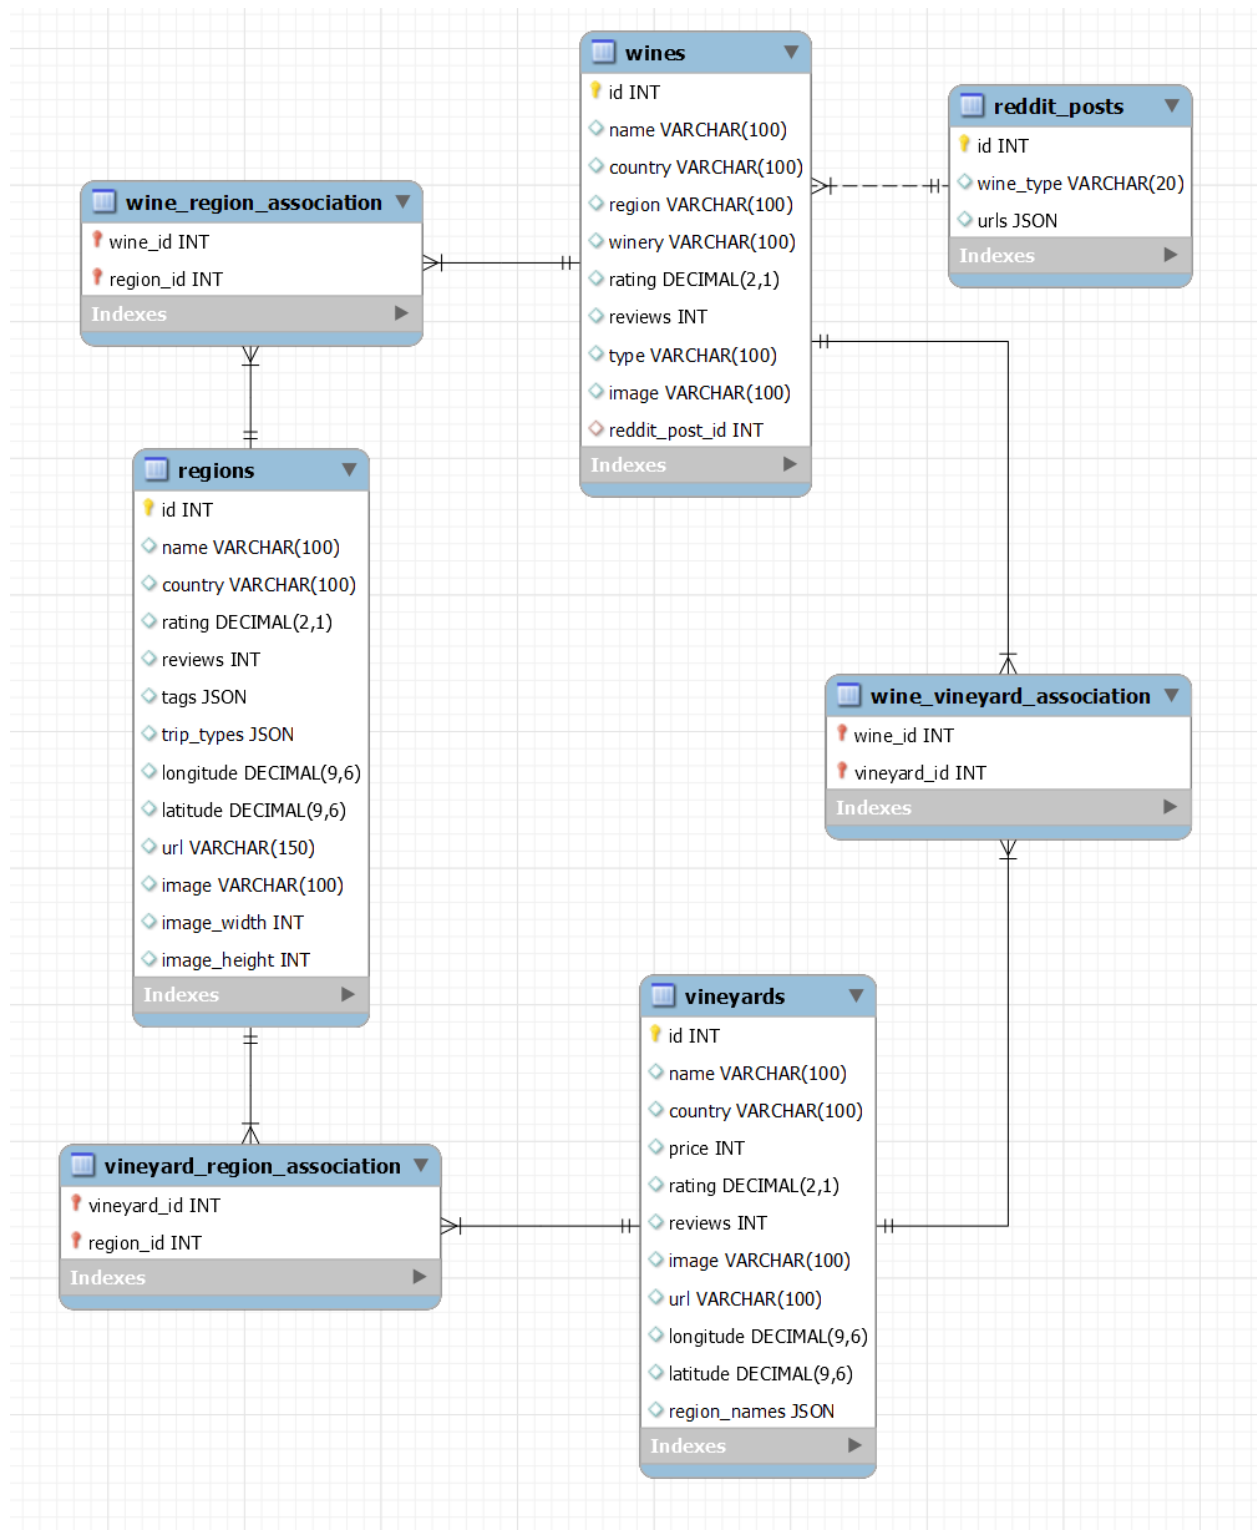 wines
id INT
name VARCHAR(100)
country VARCHAR(100)
region VARCHAR(100)
winery VARCHAR(100)
rating DECIMAL(2,1)
reviews INT
type VARCHAR(100)
image VARCHAR(100)
reddit_post_id INT
Indexes
reddit_posts
id INT
wine_type VARCHAR(20)
urls JSON
Indexes
wine_region_association
wine_id INT
region_id INT
Indexes
regions
id INT
name VARCHAR(100)
country VARCHAR(100)
rating DECIMAL(2,1)
reviews INT
tags JSON
trip_types JSON
longitude DECIMAL(9,6)
latitude DECIMAL(9,6)
url VARCHAR(150)
image VARCHAR(100)
image_width INT
image_height INT
Indexes
wine_vineyard_association
wine_id INT
vineyard_id INT
Indexes
vineyards
id INT
name VARCHAR(100)
country VARCHAR(100)
price INT
rating DECIMAL(2,1)
reviews INT
image VARCHAR(100)
url VARCHAR(100)
longitude DECIMAL(9,6)
latitude DECIMAL(9,6)
region_names JSON
Indexes
vineyard_region_association
vineyard_id INT
region_id INT
Indexes